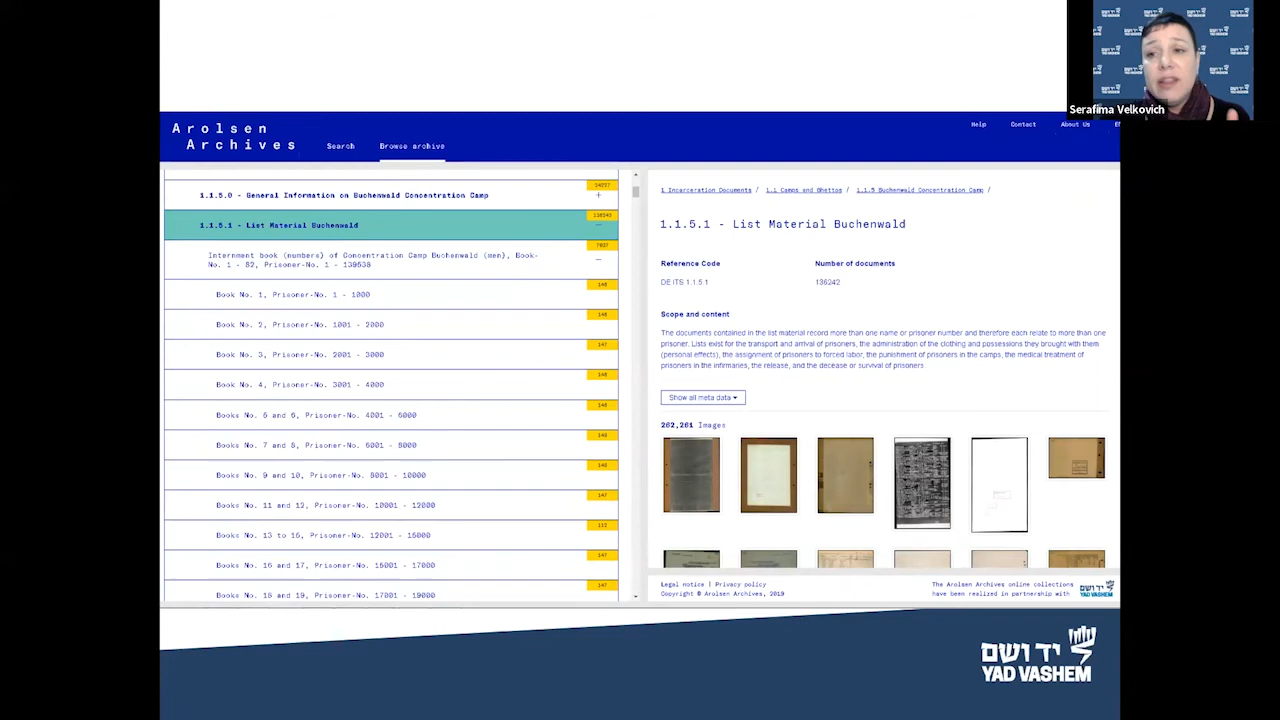 Serafima Velkovich
Arolsen
Archives
Search
Browse archive
Help
Contact
About Us
1.1.5.0 - General Information on Buchenwald Concentration Camp
1.1.5.1 - List Material Buchenwald
Internment book (numbers) of Concentration Camp Buchenwald (men), Book-
No. 1 - 82, Prisoner-No. 1 - 139538
7637
Book No. 1, Prisoner-No. 1 - 1000
Book No. 2, Prisoner-No. 1001 - 2000
Book No. 3, Prisoner-No. 2001 - 3000
147
Book No. 4, Prisoner-No. 3001 - 4000
Books No. 5 and 6, Prisoner-No. 4001 - 6000
Books No. 7 and 8, Prisoner-No. 6001 - 8000
Books No. 9 and 10, Prisoner-No. 8001 - 10000
Books No. 11 and 12, Prisoner-No. 10001 - 12000
147
Books No. 13 to 15, Prisoner-No. 12001 - 15000
Books No. 16 and 17, Prisoner-No. 15001 - 17000
147
Books No. 18 and 19, Prisoner-No. 17001 - 19000
147
1 Incarceration Documents / 1.1 Camps and Ghettos / 1.1.5 Buchenwald Concentration Camp /
1.1.5.1 - List Material Buchenwald
Reference Code
Number of documents
DE ITS 1.1.5.1
136242
Scope and content
The documents contained in the list material record more than one name or prisoner number and therefore each relate to more than one
prisoner. Lists exist for the transport and arrival of prisoners, the administration of the clothing and possessions they brought with them
(personal effects), the assignment of prisoners to forced labor, the punishment of prisoners in the camps, the medical treatment of
prisoners in the infirmaries, the release, and the decease or survival of prisoners
Show all meta data
262,261 Images
Legal notice | Privacy policy
Copyright © Arolsen Archives, 2019
The Arolsen Archives online collections
have been realized in partnership with
YAD VASHEM
יד ושם
YAD VASHEM